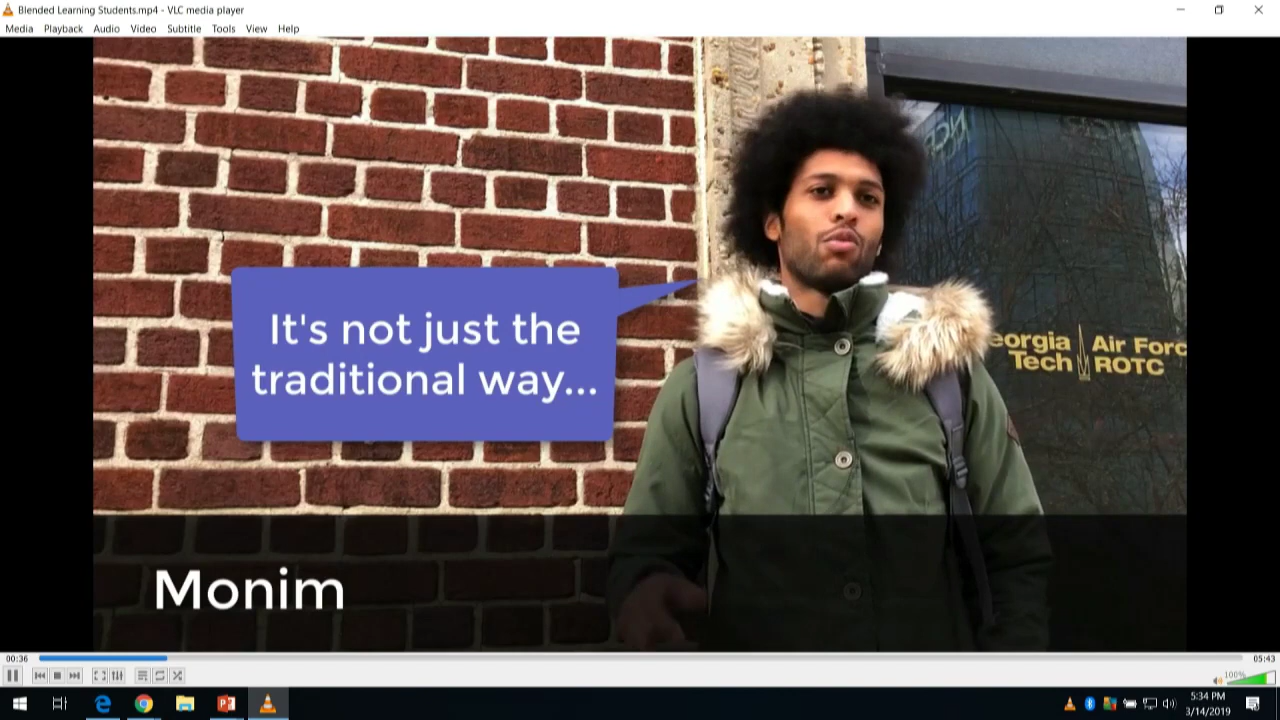 Blended Learning Students.mp4 - VLC media player
Media Playback Audio Video Subtitle Tools View Help
It's not just the
traditional way...
eorgia
Tech
Air Forc
ROTC
Monim
00:36
05:43
100%
5:34 PM
3/14/2019